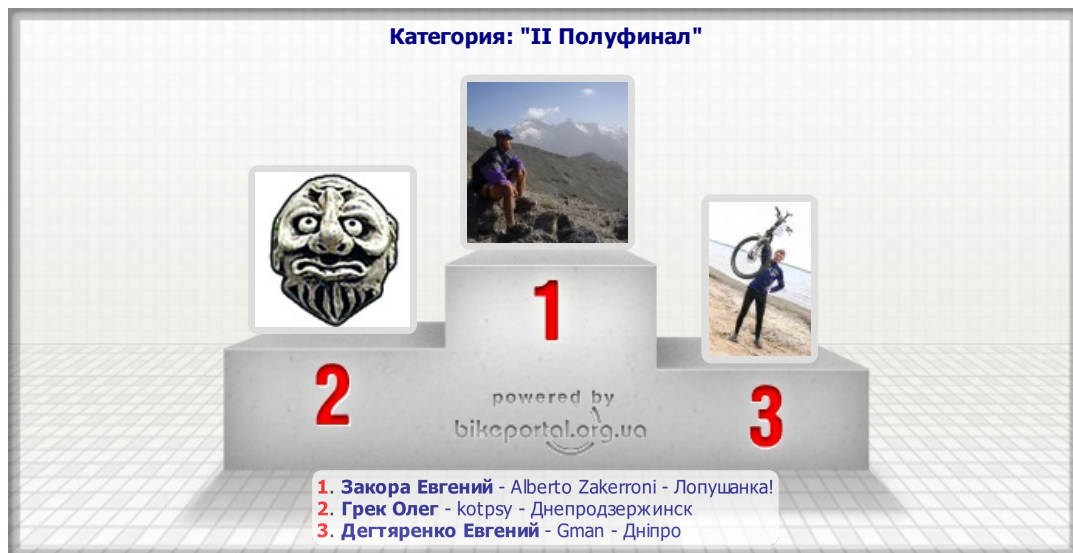 Категория: "II Полуфинал"
1
2
3
powered by
bikeportal.org.ua
1. Закора Евгений - Alberto Zakerroni - Лопушанка!
2. Грек Олег - kotpsy - Днепродзержинск
3. Дегтяренко Евгений - Gman - Дніпро